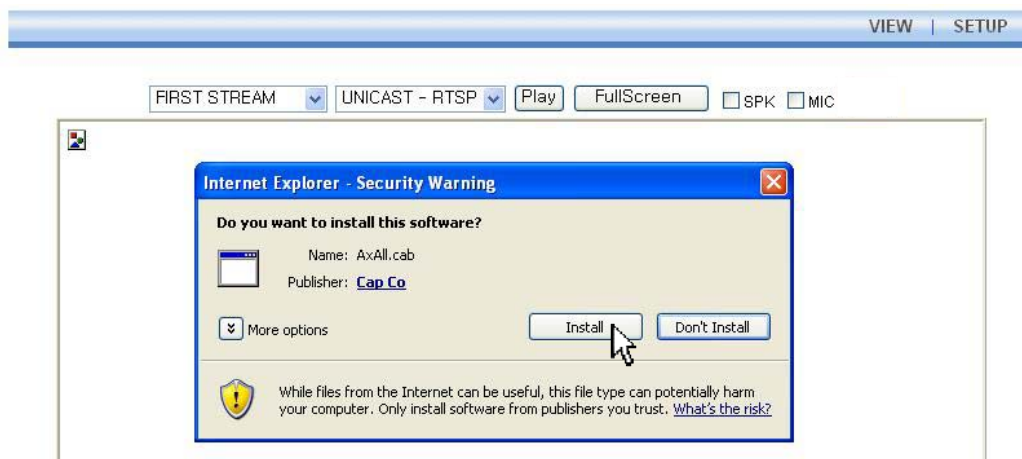 VIEW | SETUP
FIRST STREAM UNICAST - RTSP Play FullScreen SPK MIC
Internet Explorer - Security Warning
Do you want to install this software?
Name: AxAll.cab
Publisher: Cap Co
More options Install Don't Install
While files from the Internet can be useful, this file type can potentially harm
your computer. Only install software from publishers you trust. What's the risk?